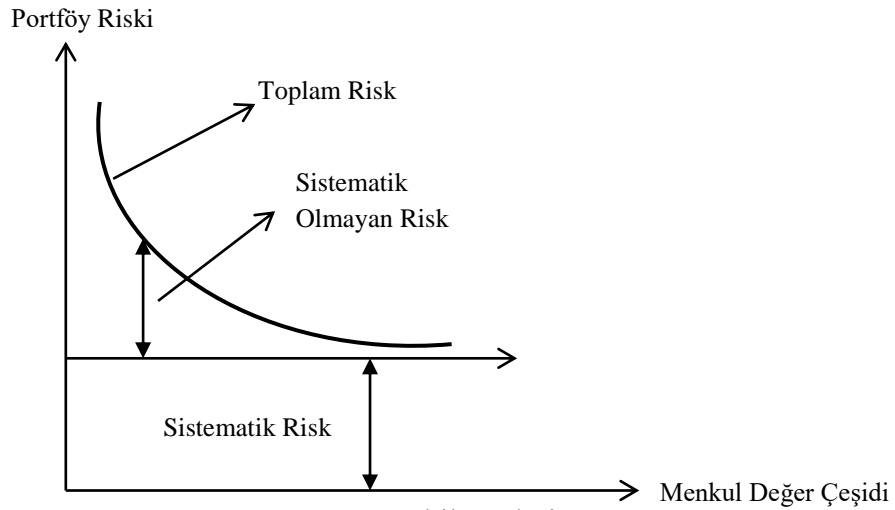 Portföy Riski
Toplam Risk
Sistematik
Olmayan Risk
Sistematik Risk
Menkul Değer Çeşidi